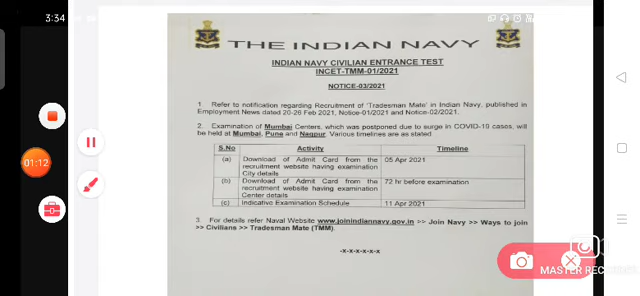 3:34
THE INDIAN NAVY
INDIAN NAVY CIVILIAN ENTRANCE TEST
INCET-TMM-01/2021
NOTICE-03/2021
1. Refer to notification regarding Recruitment of 'Tradesman Mate' in Indian Navy, published in
Employment News dated 20-26 Feb 2021, Notice-01/2021 and Notice-02/2021.
2. Examination of Mumbai Centers, which was postponed due to surge in COVID-19 cases, will
be held at Mumbai, Pune and Nagpur. Various timelines are as stated
S.No Activity Timeline
(a) Download of Admit Card from the 05 Apr 2021
recruitment website having examination
City details
(b) Download of Admit Card from the 72 hr before examination
recruitment website having examination
Center details
(c) Indicative Examination Schedule 11 Apr 2021
3. For details refer Naval Website www.joinindiannavy.gov.in >> Join Navy >> Ways to join
>> Civilians >> Tradesman Mate (TMM).
-x-x-x-x-x-x
01:12
MASTER RECORDER